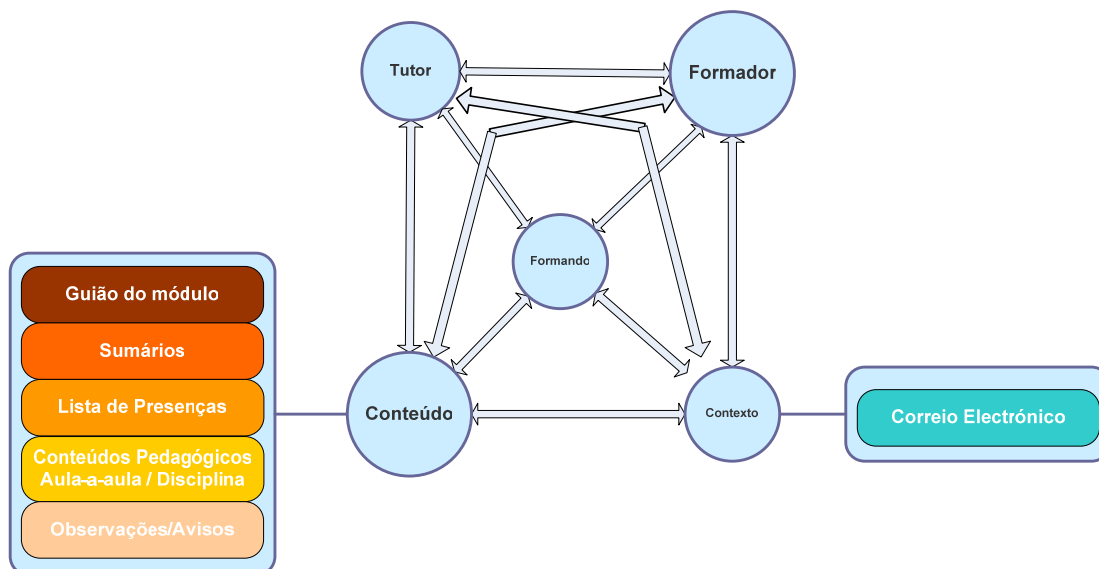 Tutor
Formador
Formando
Guião do módulo
Sumários
Lista de Presenças
Conteúdos Pedagógicos
Aula-a-aula / Disciplina
Observações/Avisos
Conteúdo
Contexto
Correio Electrónico